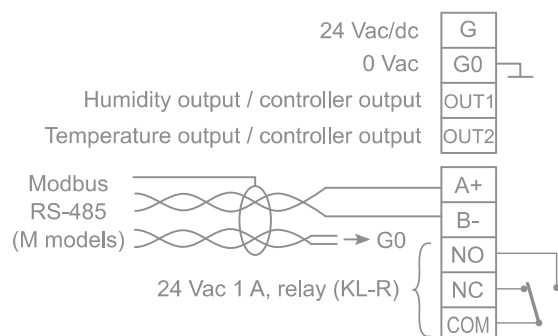 24 Vac/dc G
0 Vac G0
Humidity output / controller output OUT1
Temperature output / controller output OUT2
Modbus
RS-485
(M models)
A+
B-
G0
24 Vac 1 A, relay (KL-R)
NO
NC
COM